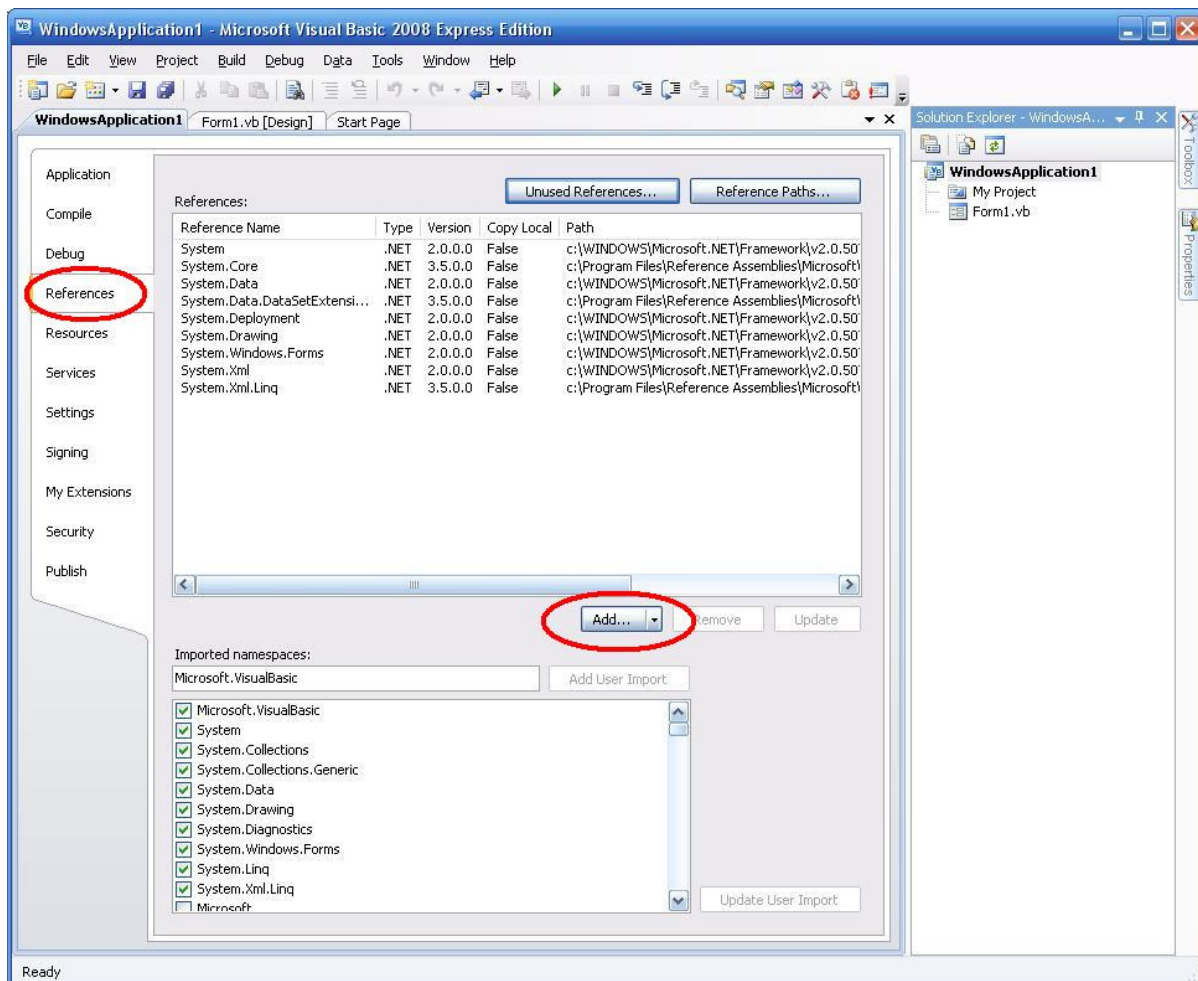 WindowsApplication1 - Microsoft Visual Basic 2008 Express Edition
File Edit View Project Build Debug Data Tools Window Help
WindowsApplication1 Form1.vb [Design] Start Page
Solution Explorer - WindowsA...
WindowsApplication1
My Project
Form1.vb
Toolbox
Properties
Application
Compile
Debug
References
Resources
Services
Settings
Signing
My Extensions
Security
Publish
Unused References... Reference Paths...
References:
Reference Name Type Version Copy Local Path
System .NET 2.0.0.0 False c:\WINDOWS\Microsoft.NET\Framework\v2.0.50
System.Core .NET 3.5.0.0 False c:\Program Files\Reference Assemblies\Microsoft\
System.Data .NET 2.0.0.0 False c:\WINDOWS\Microsoft.NET\Framework\v2.0.50
System.Data.DataSetExtensi... .NET 3.5.0.0 False c:\Program Files\Reference Assemblies\Microsoft\
System.Deployment .NET 2.0.0.0 False c:\WINDOWS\Microsoft.NET\Framework\v2.0.50
System.Drawing .NET 2.0.0.0 False c:\WINDOWS\Microsoft.NET\Framework\v2.0.50
System.Windows.Forms .NET 2.0.0.0 False c:\WINDOWS\Microsoft.NET\Framework\v2.0.50
System.Xml .NET 2.0.0.0 False c:\WINDOWS\Microsoft.NET\Framework\v2.0.50
System.Xml.Linq .NET 3.5.0.0 False c:\Program Files\Reference Assemblies\Microsoft\
Add... Remove Update
Imported namespaces:
Microsoft.VisualBasic Add User Import
Microsoft.VisualBasic
System
System.Collections
System.Collections.Generic
System.Data
System.Drawing
System.Diagnostics
System.Windows.Forms
System.Linq
System.Xml.Linq
Microsoft
Update User Import
Ready